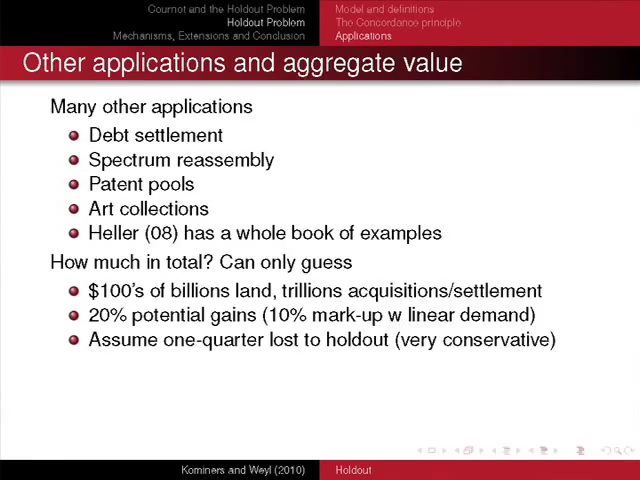 Cournot and the Holdout Problem
Holdout Problem
Mechanisms, Extensions and Conclusion
Model and definitions
The Concordance principle
Applications
Other applications and aggregate value
Many other applications
Debt settlement
Spectrum reassembly
Patent pools
Art collections
Heller (08) has a whole book of examples
How much in total? Can only guess
$100's of billions land, trillions acquisitions/settlement
20% potential gains (10% mark-up w linear demand)
Assume one-quarter lost to holdout (very conservative)
Kominers and Weyl (2010)
Holdout